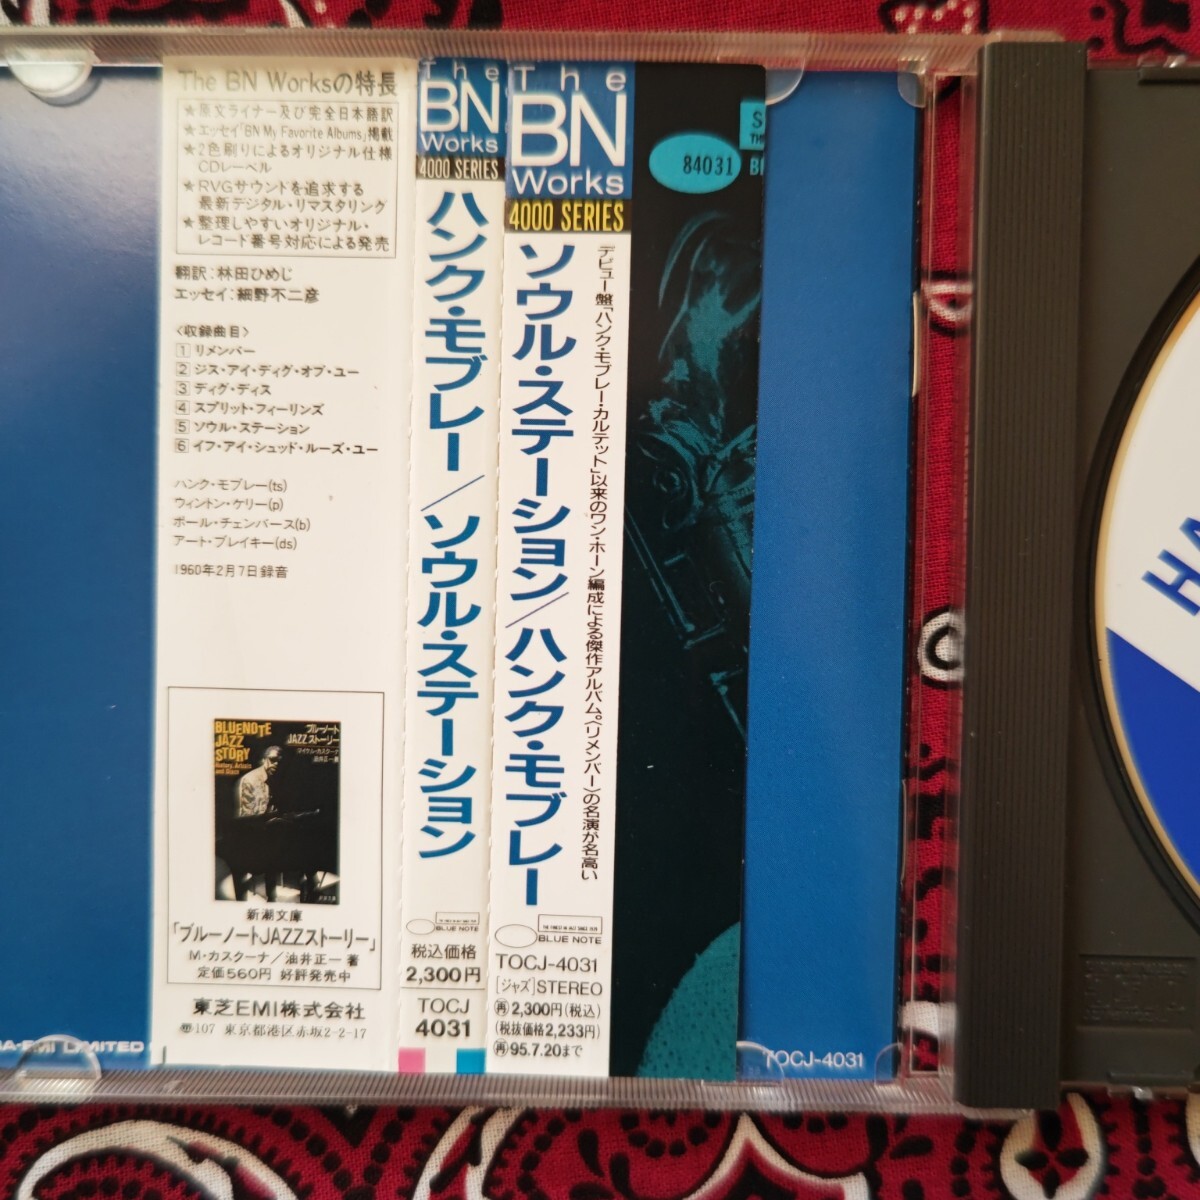 The BN Worksの特長
★原文ライナー及び完全日本語訳
★エッセイ「BN My Favorite Albums」掲載
★2色刷りによるオリジナル仕様
CDレーベル
★RVGサウンドを追求する
最新デジタル・リマスタリング
★整理しやすいオリジナル・
レコード番号対応による発売
翻訳：林田ひめじ
エッセイ：細野不二彦
〈収録曲目〉
1 リメンバー
2 ジス・アイ・ディグ・オブ・ユー
3 ディグ・ディス
4 スプリット・フィーリンズ
5 ソウル・ステーション
6 イフ・アイ・シュッド・ルーズ・ユー
ハンク・モブレー(ts)
ウィントン・ケリー(p)
ポール・チェンバース(b)
アート・ブレイキー(ds)
1960年2月7日録音
BLUENOTE
JAZZ
STORY
ブルーノート
JAZZストーリー
新潮文庫
「ブルーノートJAZZストーリー」
M・カスクーナ／油井正一 著
定価560円 好評発売中
東芝EMI株式会社
〒107 東京都港区赤坂2-2-17
The
BN
Works
4000 SERIES
ハンク・モブレー／ソウル・ステーション
BLUE NOTE
税込価格
2,300円
TOCJ
4031
The
BN
Works
4000 SERIES
ソウル・ステーション／ハンク・モブレー
デビュー盤「ハンク・モブレー・カルテット」以来のワン・ホーン編成による傑作アルバム。〈リメンバー〉の名演が名高い
BLUE NOTE
TOCJ-4031
[ジャズ] STEREO
再 2,300円(税込)
(税抜価格2,233円)
再 95.7.20まで
84031
S
TH
Bl
-EMI LIMITED
TOCJ-4031
HA